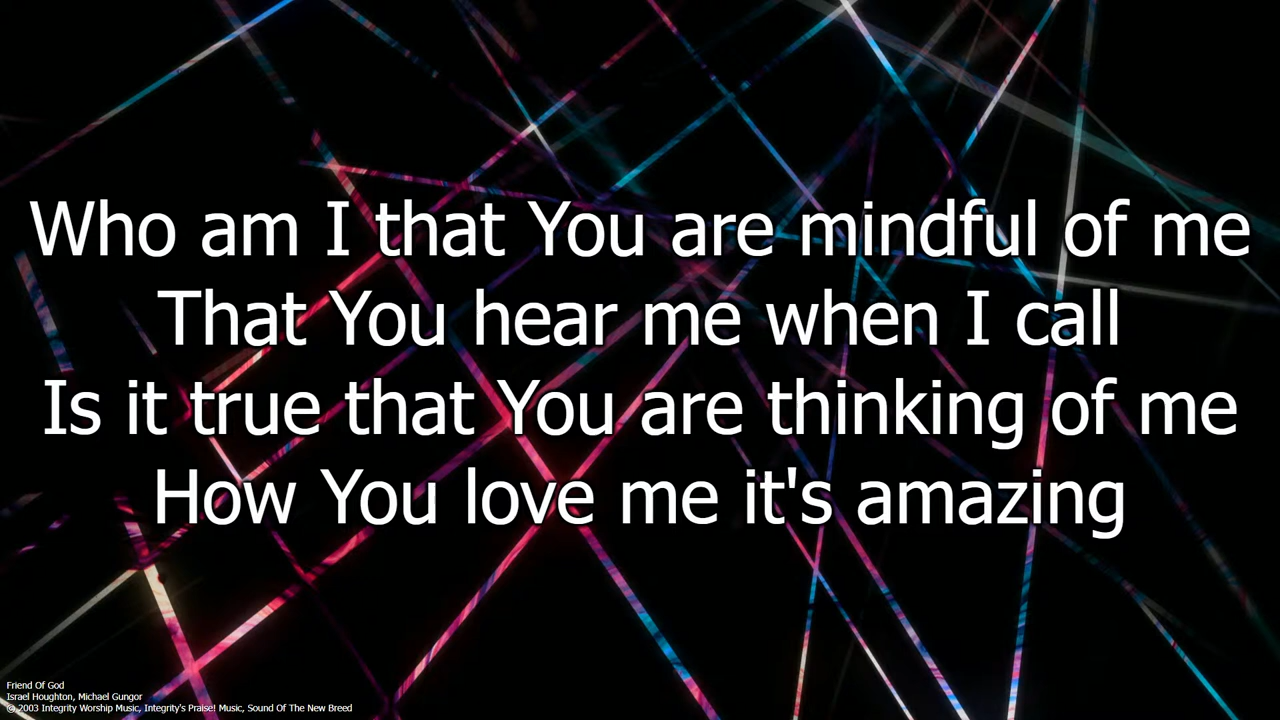 Who am I that You are mindful of me
That You hear me when I call
Is it true that You are thinking of me
How You love me it's amazing
Friend Of God
Israel Houghton, Michael Gungor
© 2003 Integrity Worship Music, Integrity's Praise! Music, Sound Of The New Breed